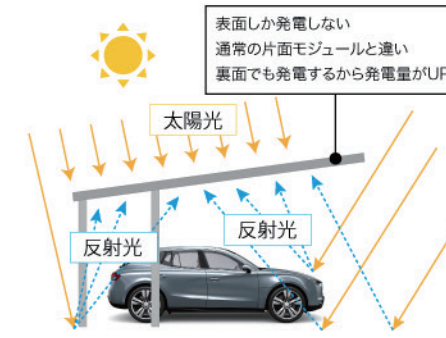 表面しか発電しない
通常の片面モジュールと違い
裏面でも発電するから発電量がUP
太陽光
反射光
反射光